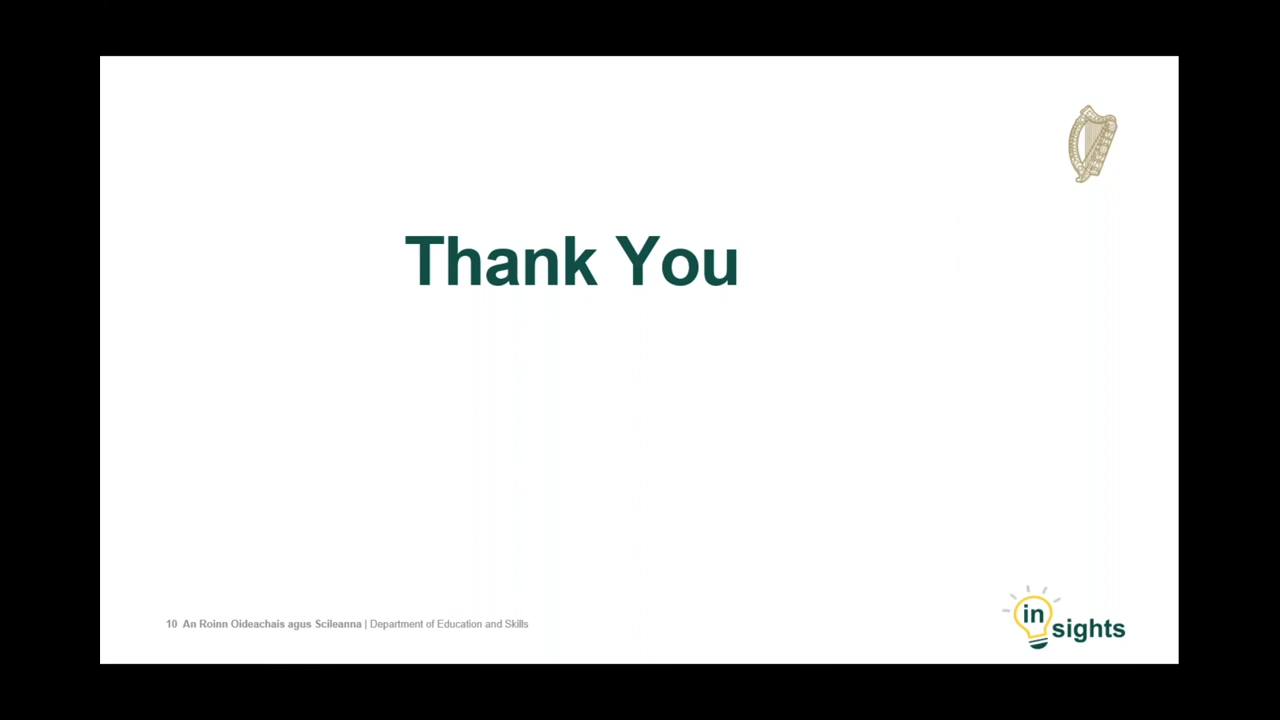 Thank You
10 An Roinn Oideachais agus Scileanna | Department of Education and Skills
in
sights